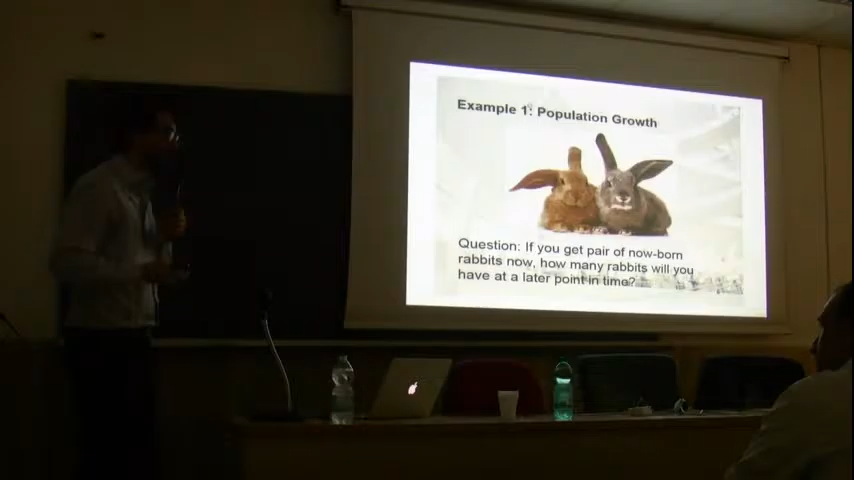 Example 1: Population Growth
Question: If you get pair of now-born
rabbits now, how many rabbits will you
have at a later point in time?